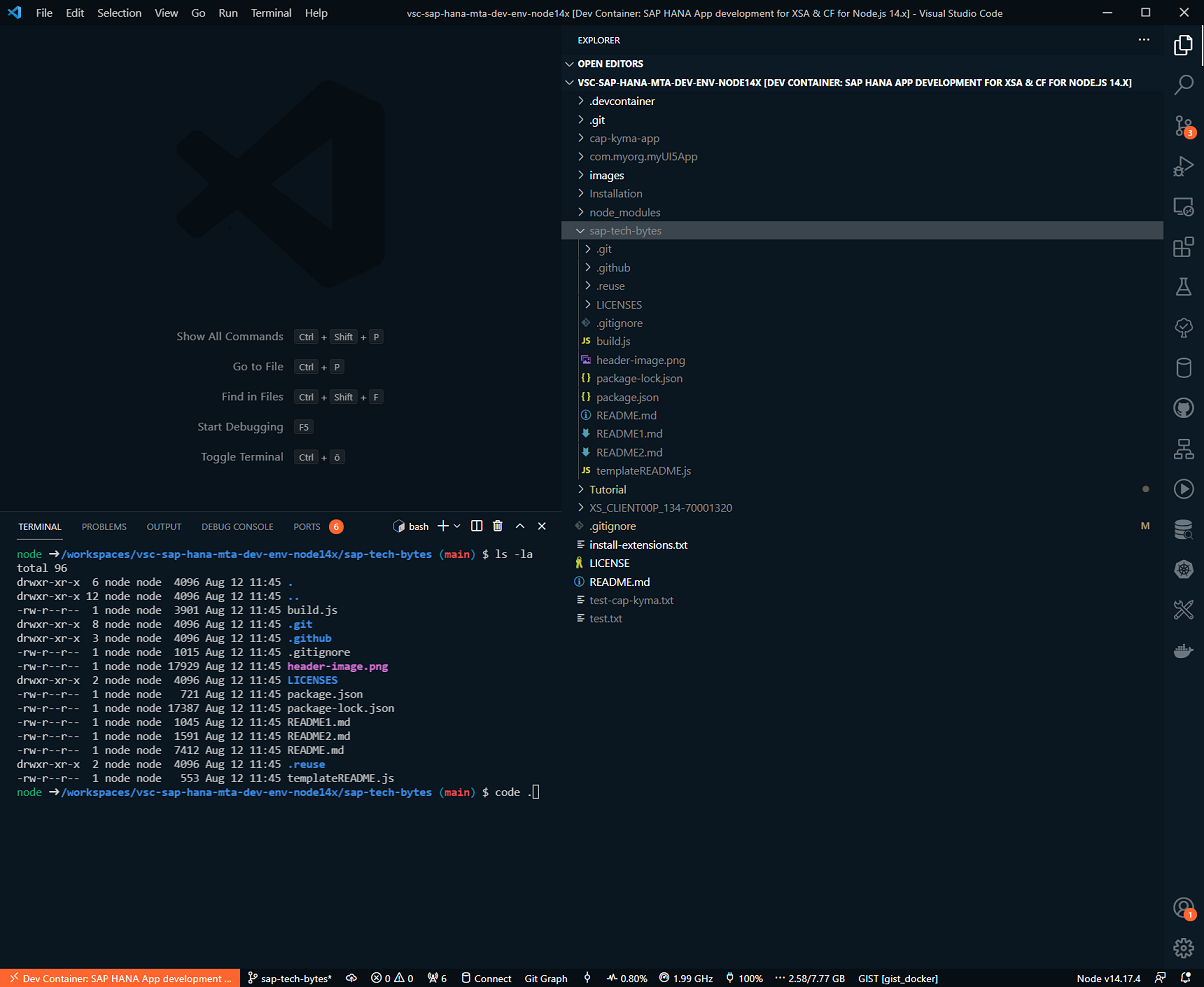 File Edit Selection View Go Run Terminal Help
vsc-sap-hana-mta-dev-env-node14x [Dev Container: SAP HANA App development for XSA & CF for Node.js 14.x] - Visual Studio Code
Show All Commands Ctrl + Shift + P
Go to File Ctrl + P
Find in Files Ctrl + Shift + F
Start Debugging F5
Toggle Terminal Ctrl + ö
EXPLORER
OPEN EDITORS
VSC-SAP-HANA-MTA-DEV-ENV-NODE14X [DEV CONTAINER: SAP HANA APP DEVELOPMENT FOR XSA & CF FOR NODE.JS 14.X]
.devcontainer
.git
cap-kyma-app
com.myorg.myUI5App
images
Installation
node_modules
sap-tech-bytes
.git
.github
.reuse
LICENSES
.gitignore
JS build.js
header-image.png
{} package-lock.json
{} package.json
README.md
README1.md
README2.md
JS templateREADME.js
Tutorial
XS_CLIENT00P_134-70001320
.gitignore M
install-extensions.txt
LICENSE
README.md
test-cap-kyma.txt
test.txt
3
1
TERMINAL PROBLEMS OUTPUT DEBUG CONSOLE PORTS 6 bash
node ➔/workspaces/vsc-sap-hana-mta-dev-env-node14x/sap-tech-bytes (main) $ ls -la
total 96
drwxr-xr-x 6 node node 4096 Aug 12 11:45 .
drwxr-xr-x 12 node node 4096 Aug 12 11:45 ..
-rw-r--r-- 1 node node 3901 Aug 12 11:45 build.js
drwxr-xr-x 8 node node 4096 Aug 12 11:45 .git
drwxr-xr-x 3 node node 4096 Aug 12 11:45 .github
-rw-r--r-- 1 node node 1015 Aug 12 11:45 .gitignore
-rw-r--r-- 1 node node 17929 Aug 12 11:45 header-image.png
drwxr-xr-x 2 node node 4096 Aug 12 11:45 LICENSES
-rw-r--r-- 1 node node 721 Aug 12 11:45 package.json
-rw-r--r-- 1 node node 17387 Aug 12 11:45 package-lock.json
-rw-r--r-- 1 node node 1045 Aug 12 11:45 README1.md
-rw-r--r-- 1 node node 1591 Aug 12 11:45 README2.md
-rw-r--r-- 1 node node 7412 Aug 12 11:45 README.md
drwxr-xr-x 2 node node 4096 Aug 12 11:45 .reuse
-rw-r--r-- 1 node node 553 Aug 12 11:45 templateREADME.js
node ➔/workspaces/vsc-sap-hana-mta-dev-env-node14x/sap-tech-bytes (main) $ code .
Dev Container: SAP HANA App development ... sap-tech-bytes* 0 0 6 Connect Git Graph 0.80% 1.99 GHz 100% 2.58/7.77 GB GIST [gist_docker] Node v14.17.4